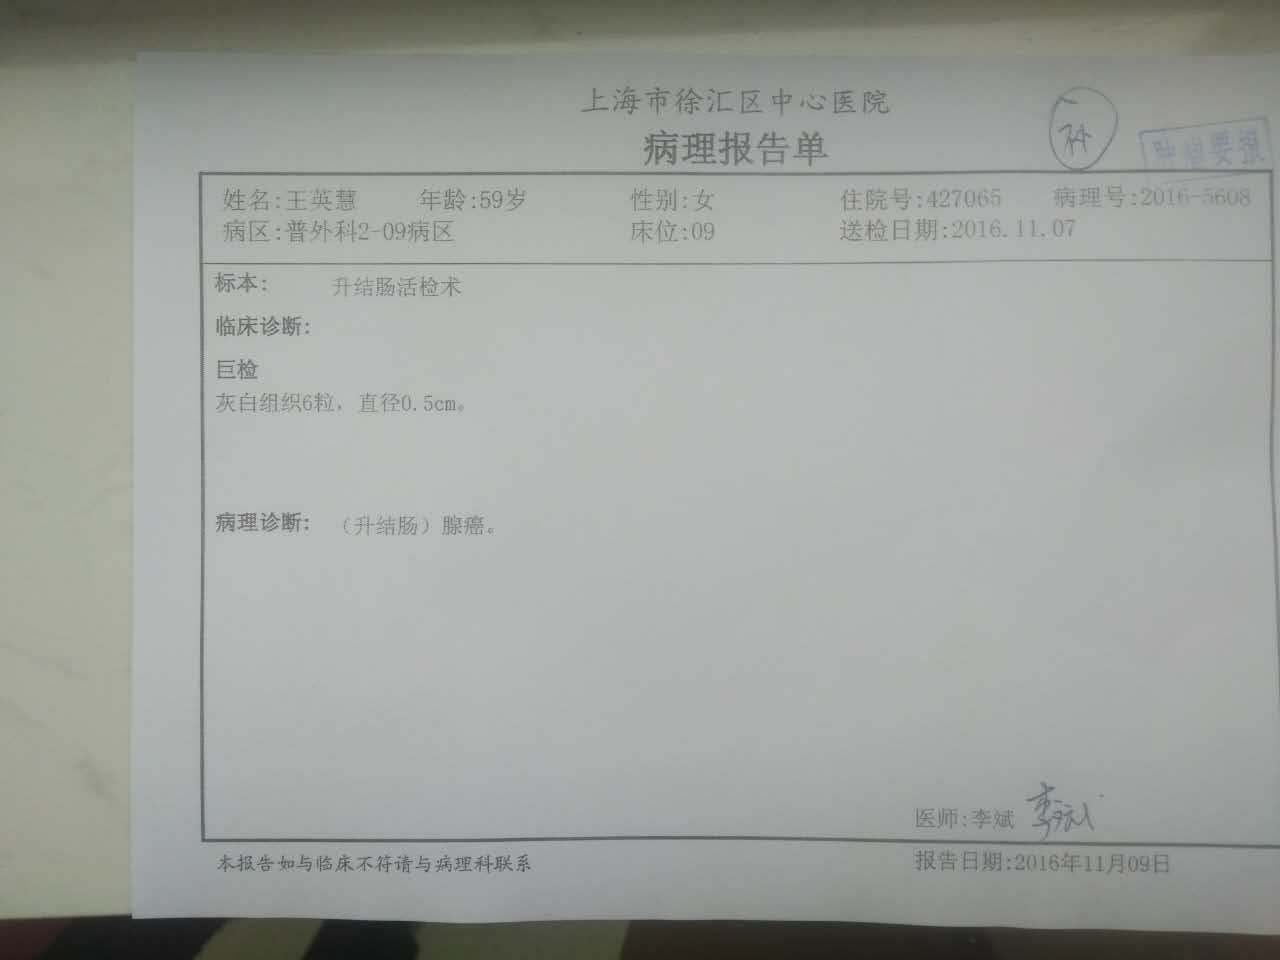 上海市徐汇区中心医院
病理报告单
肿瘤要报
姓名:王英慧 年龄:59岁 性别:女 住院号:427065 病理号:2016-5608
病区:普外科2-09病区 床位:09 送检日期:2016.11.07
标本: 升结肠活检术
临床诊断:
巨检
灰白组织6粒，直径0.5cm。
病理诊断: （升结肠）腺癌。
医师:李斌 李斌
本报告如与临床不符请与病理科联系 报告日期:2016年11月09日